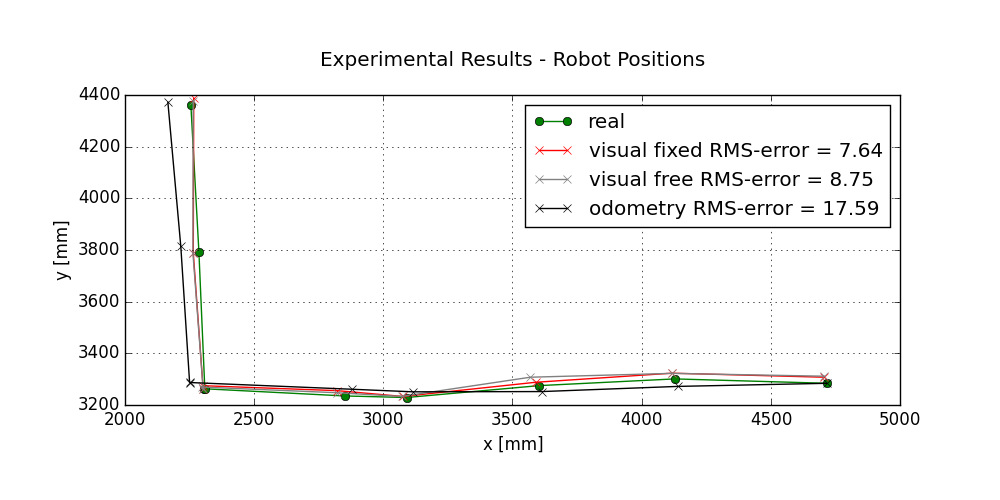 Experimental Results - Robot Positions
4400
4200
4000
3800
3600
3400
3200
y [mm]
real
visual fixed RMS-error = 7.64
visual free RMS-error = 8.75
odometry RMS-error = 17.59
2000 2500 3000 3500 4000 4500 5000
x [mm]